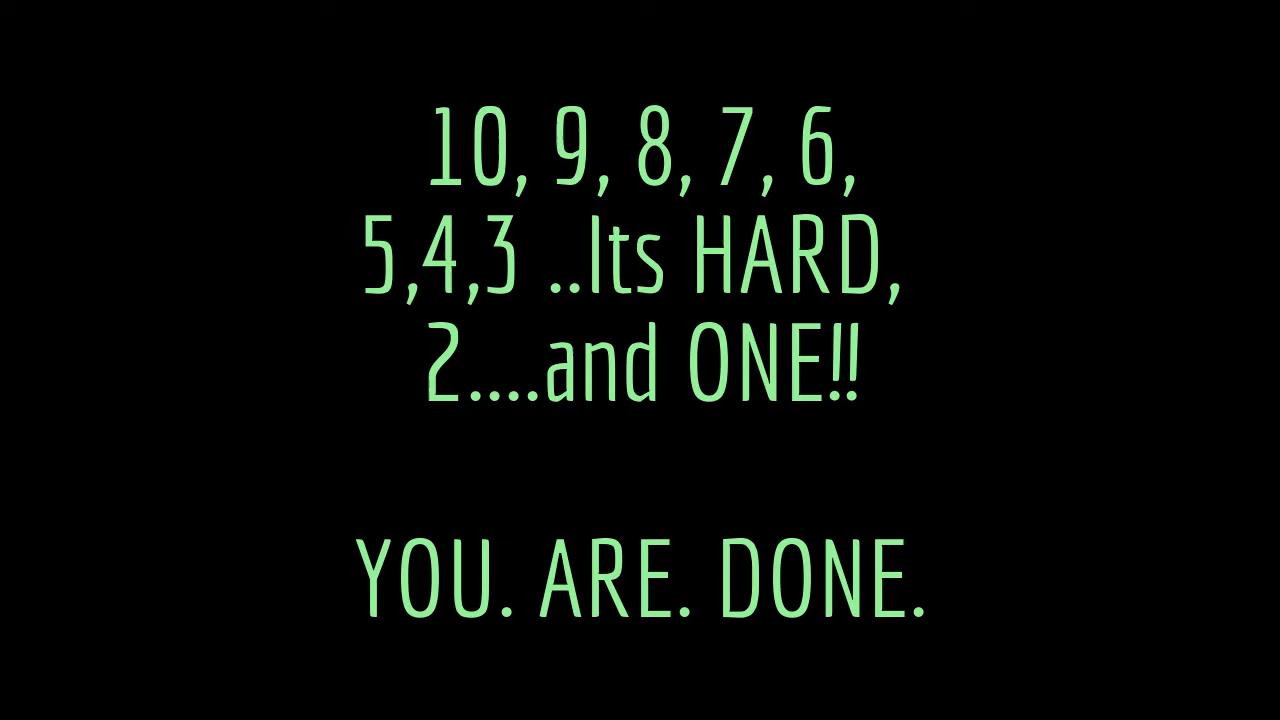 10, 9, 8, 7, 6,
5,4,3 ..Its HARD,
2....and ONE!!
YOU. ARE. DONE.